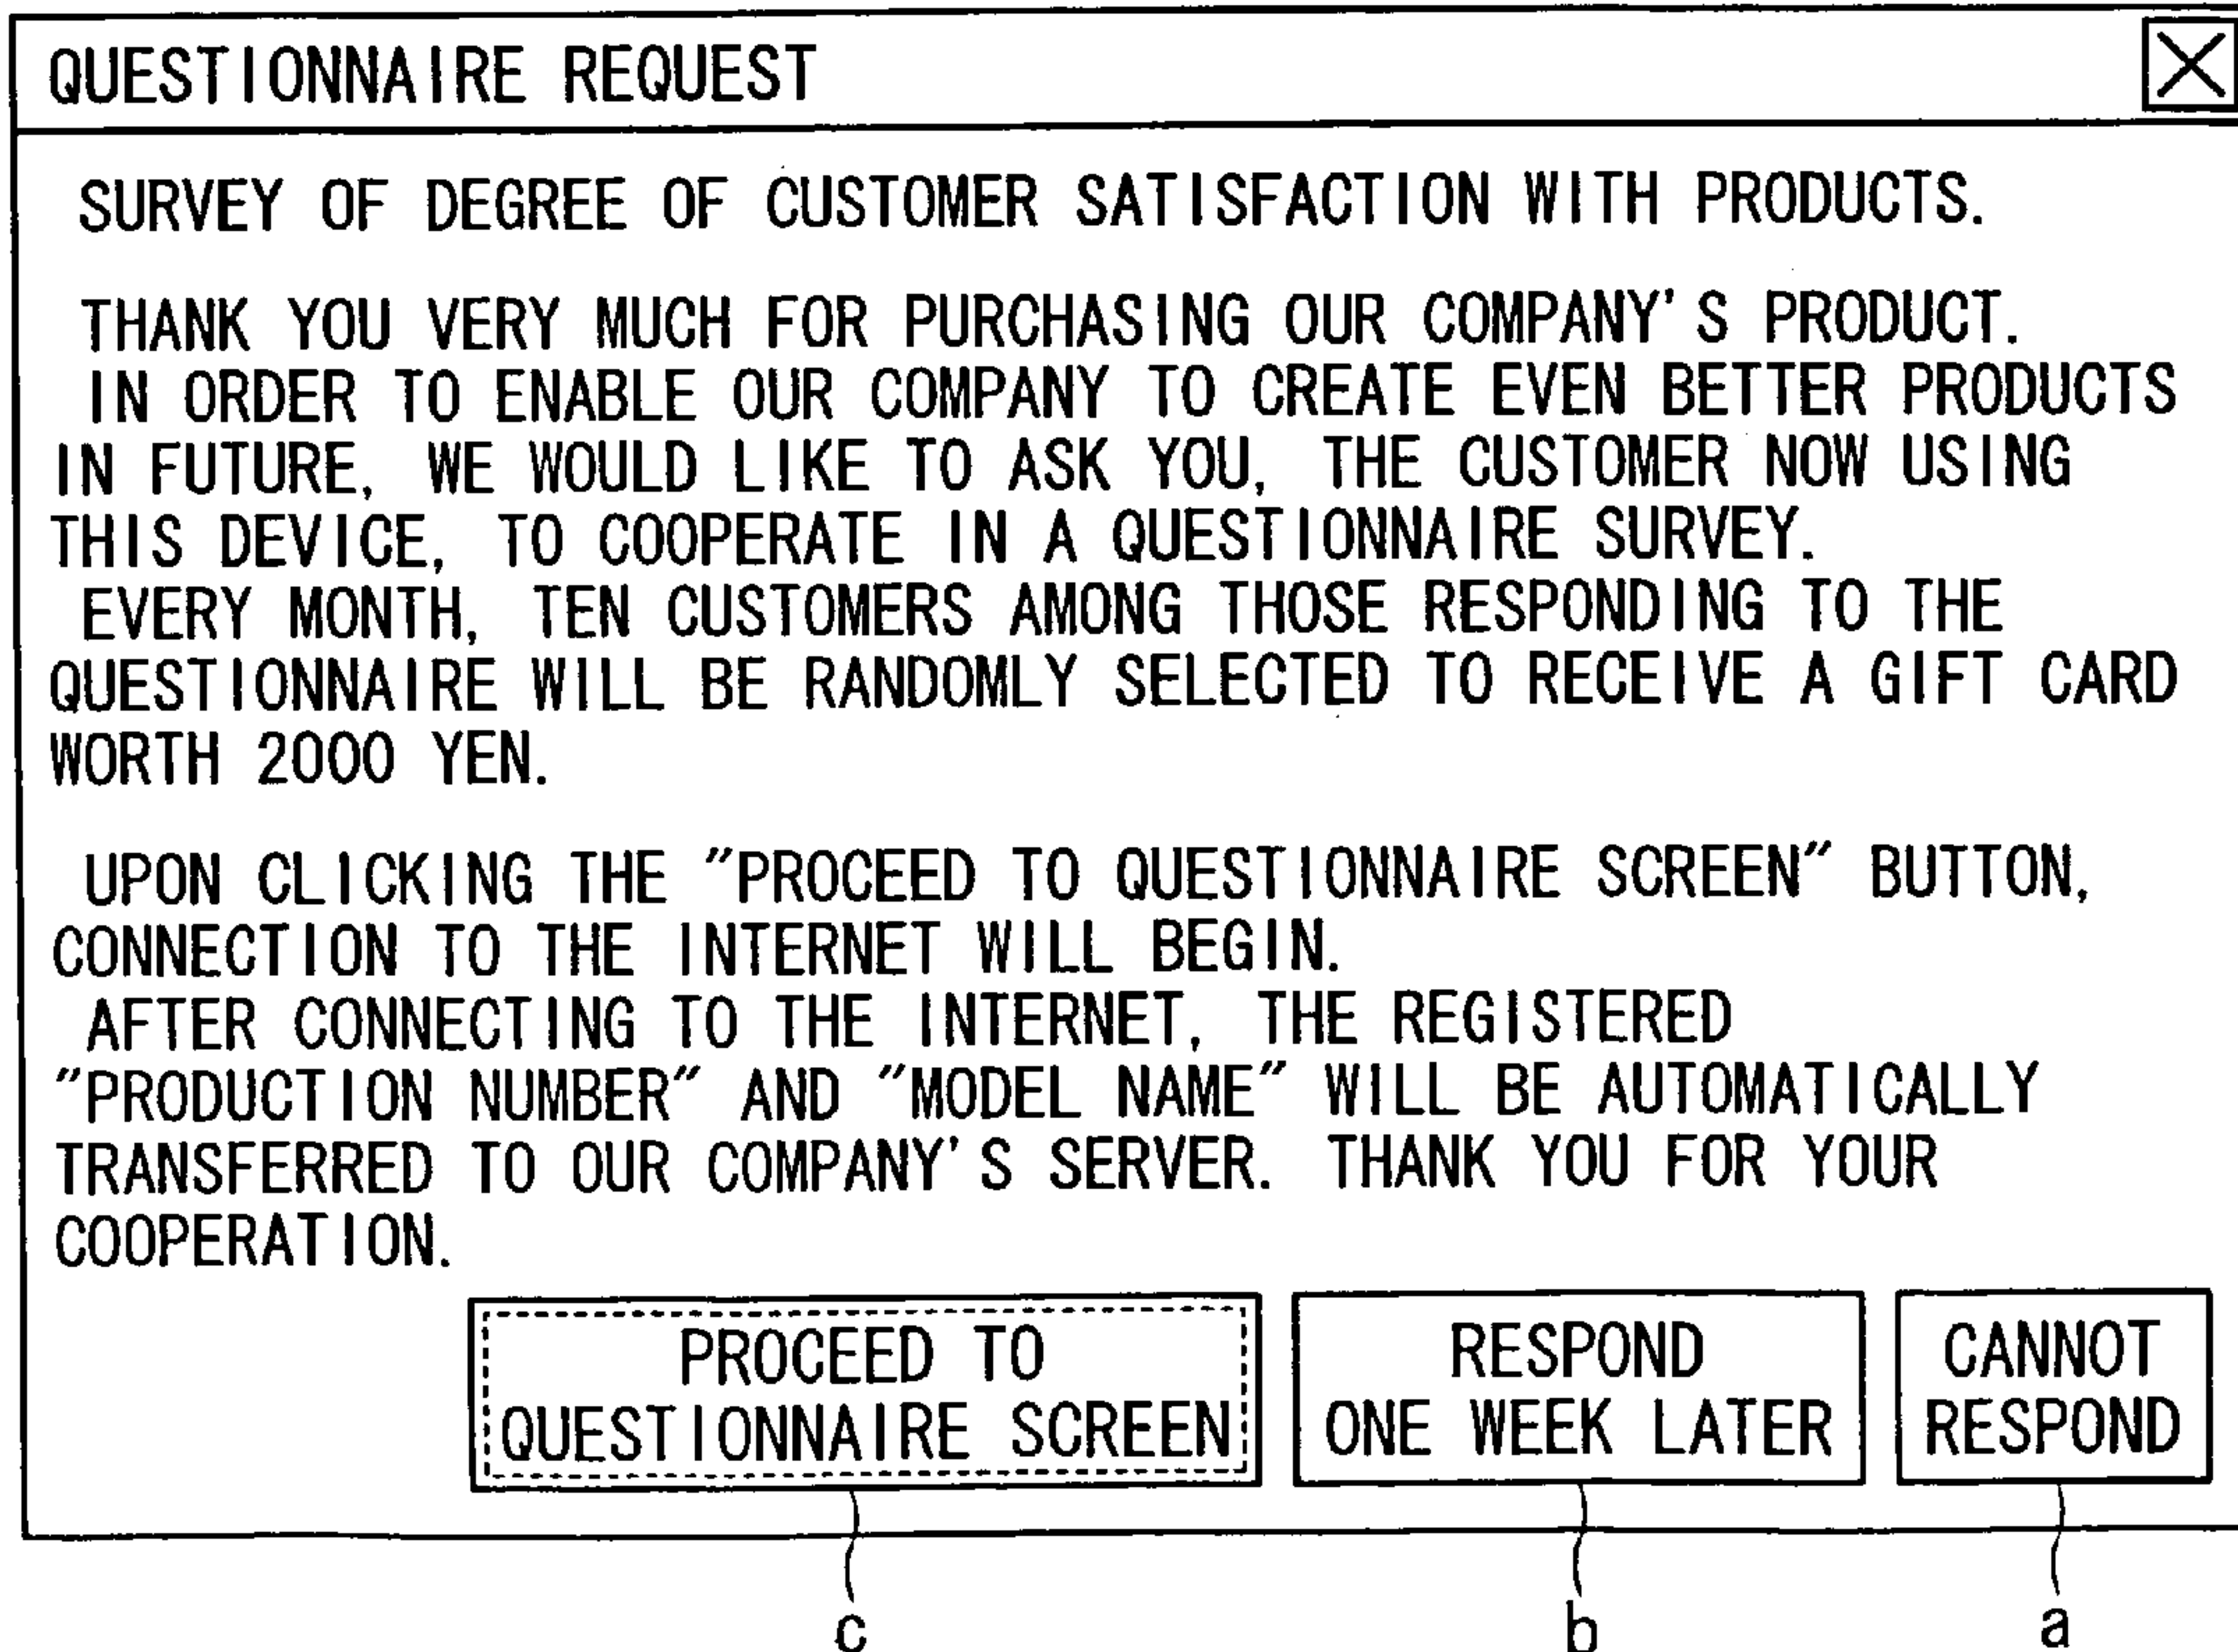 QUESTIONNAIRE REQUEST
SURVEY OF DEGREE OF CUSTOMER SATISFACTION WITH PRODUCTS.
THANK YOU VERY MUCH FOR PURCHASING OUR COMPANY'S PRODUCT.
IN ORDER TO ENABLE OUR COMPANY TO CREATE EVEN BETTER PRODUCTS
IN FUTURE, WE WOULD LIKE TO ASK YOU, THE CUSTOMER NOW USING
THIS DEVICE, TO COOPERATE IN A QUESTIONNAIRE SURVEY.
EVERY MONTH, TEN CUSTOMERS AMONG THOSE RESPONDING TO THE
QUESTIONNAIRE WILL BE RANDOMLY SELECTED TO RECEIVE A GIFT CARD
WORTH 2000 YEN.
UPON CLICKING THE "PROCEED TO QUESTIONNAIRE SCREEN" BUTTON,
CONNECTION TO THE INTERNET WILL BEGIN.
AFTER CONNECTING TO THE INTERNET, THE REGISTERED
"PRODUCTION NUMBER" AND "MODEL NAME" WILL BE AUTOMATICALLY
TRANSFERRED TO OUR COMPANY'S SERVER. THANK YOU FOR YOUR
COOPERATION.
PROCEED TO
QUESTIONNAIRE SCREEN
RESPOND
ONE WEEK LATER
CANNOT
RESPOND
c
b
a